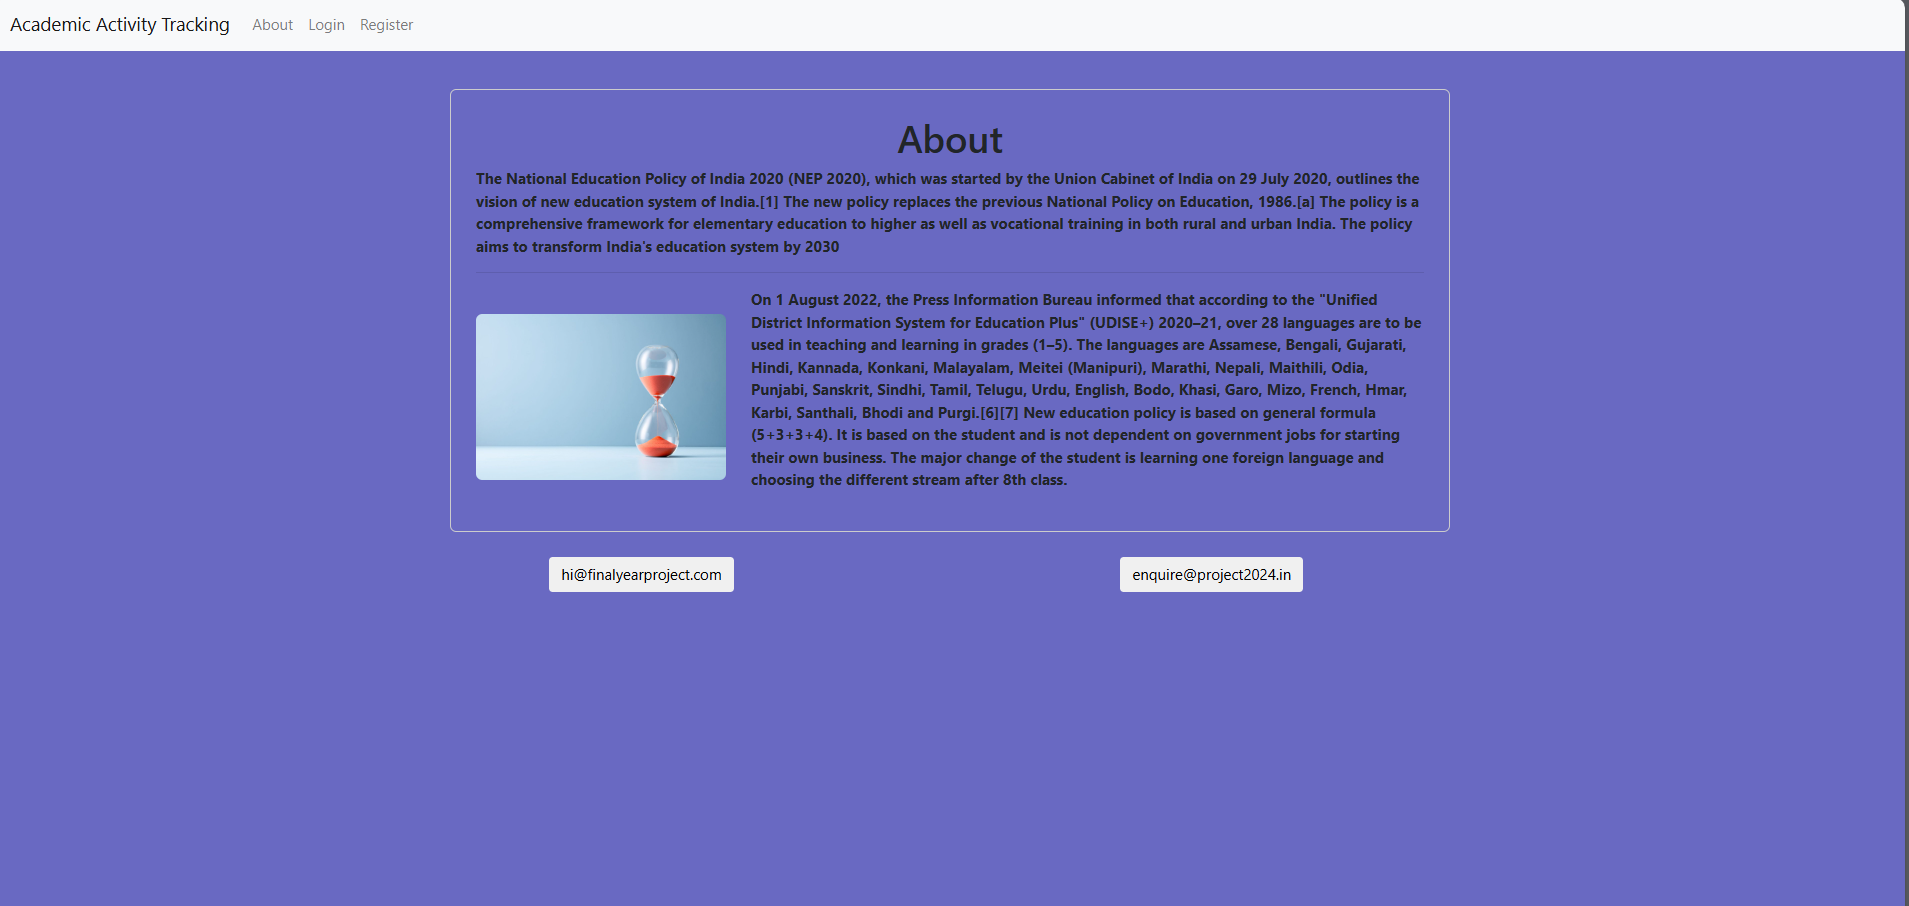 Academic Activity Tracking About Login Register
About
The National Education Policy of India 2020 (NEP 2020), which was started by the Union Cabinet of India on 29 July 2020, outlines the
vision of new education system of India.[1] The new policy replaces the previous National Policy on Education, 1986.[a] The policy is a
comprehensive framework for elementary education to higher as well as vocational training in both rural and urban India. The policy
aims to transform India's education system by 2030
On 1 August 2022, the Press Information Bureau informed that according to the "Unified
District Information System for Education Plus" (UDISE+) 2020–21, over 28 languages are to be
used in teaching and learning in grades (1–5). The languages are Assamese, Bengali, Gujarati,
Hindi, Kannada, Konkani, Malayalam, Meitei (Manipuri), Marathi, Nepali, Maithili, Odia,
Punjabi, Sanskrit, Sindhi, Tamil, Telugu, Urdu, English, Bodo, Khasi, Garo, Mizo, French, Hmar,
Karbi, Santhali, Bhodi and Purgi.[6][7] New education policy is based on general formula
(5+3+3+4). It is based on the student and is not dependent on government jobs for starting
their own business. The major change of the student is learning one foreign language and
choosing the different stream after 8th class.
hi@finalyearproject.com enquire@project2024.in